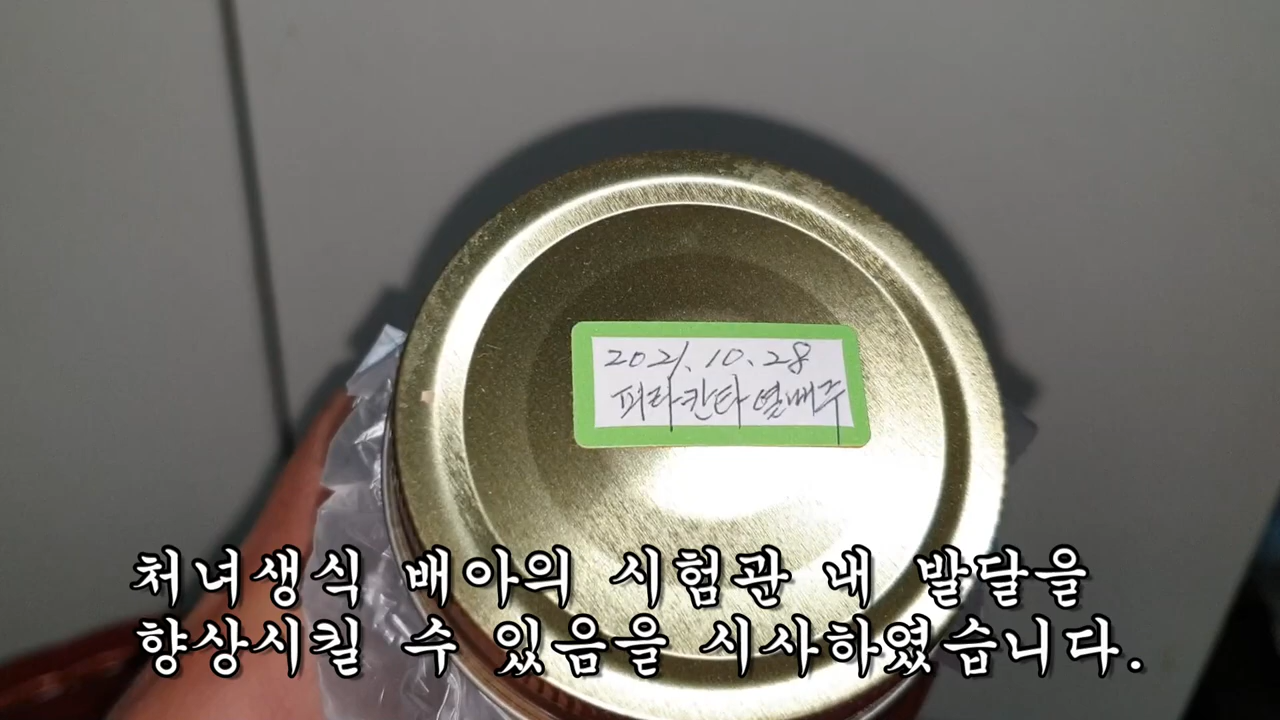 2021.10.28
피라칸타 열매주
처녀생식 배아의 시험관 내 발달을
향상시킬 수 있음을 시사하였습니다.